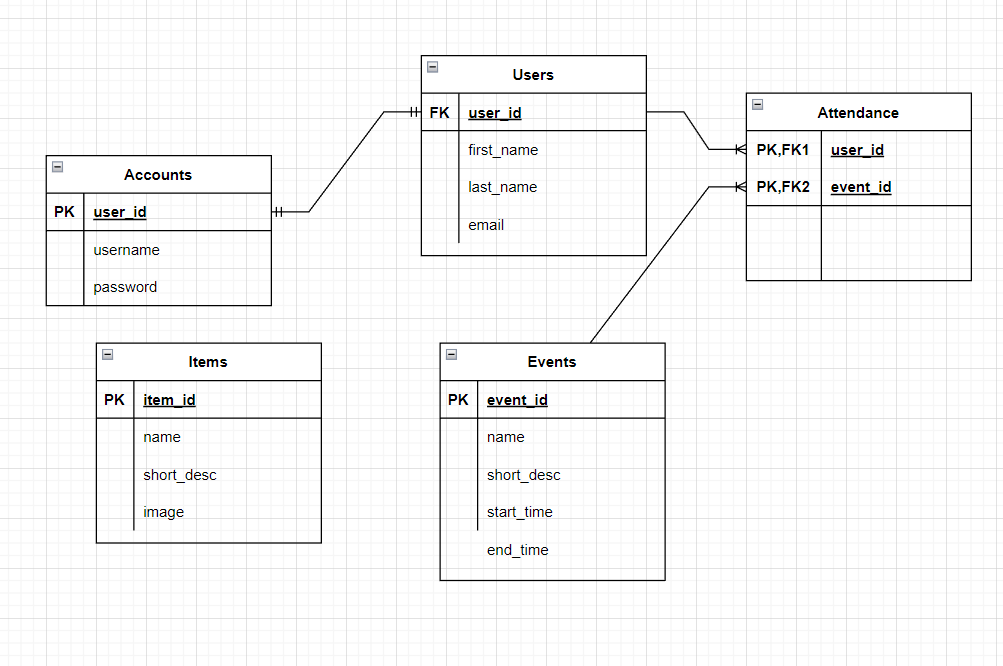 Users
FK user_id
first_name
last_name
email
Attendance
PK,FK1 user_id
PK,FK2 event_id
Accounts
PK user_id
username
password
Items
PK item_id
name
short_desc
image
Events
PK event_id
name
short_desc
start_time
end_time